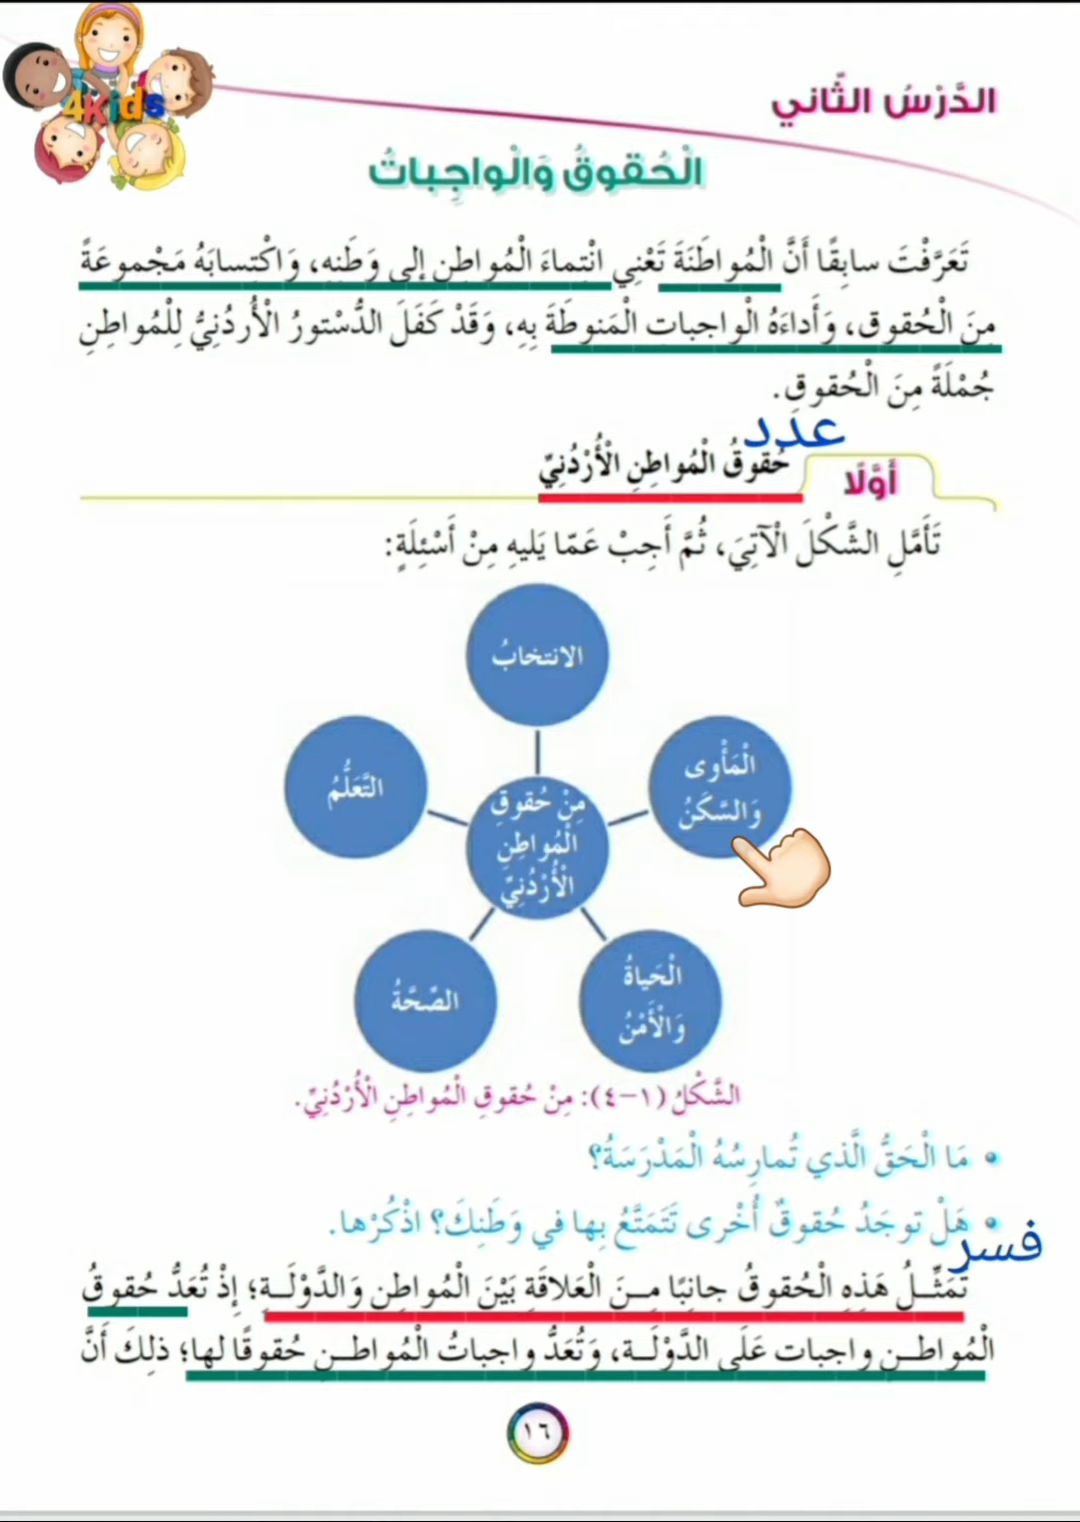 4kids
الدَّرْسُ الثّاني
الْحُقوقُ وَالْواجِباتُ
تَعَرَّفْتَ سابِقًا أَنَّ الْمُواطَنَةَ تَعْنِي انْتِماءَ الْمُواطِنِ إِلى وَطَنِهِ، وَاكْتِسابَهُ مَجْموعَةً
مِنَ الْحُقوقِ، وَأَداءَهُ الْواجِباتِ الْمَنوطَةَ بِهِ، وَقَدْ كَفَلَ الدُّسْتورُ الْأُرْدُنِيُّ لِلْمُواطِنِ
جُمْلَةً مِنَ الْحُقوقِ.
عدد
أَوَّلًا
حُقوقُ الْمُواطِنِ الْأُرْدُنِيِّ
تَأَمَّلِ الشَّكْلَ الْآتِيَ، ثُمَّ أَجِبْ عَمّا يَليهِ مِنْ أَسْئِلَةٍ:
الانتخابُ
الْمَأْوى
وَالسَّكَنُ
التَّعَلُّمُ
مِنْ حُقوقِ
الْمُواطِنِ
الْأُرْدُنِيِّ
الْحَياةُ
وَالْأَمْنُ
الصِّحَّةُ
الشَّكْلُ (١-٤): مِنْ حُقوقِ الْمُواطِنِ الْأُرْدُنِيِّ.
• مَا الْحَقُّ الَّذي تُمارِسُهُ الْمَدْرَسَةُ؟
• هَلْ توجَدُ حُقوقٌ أُخْرى تَتَمَتَّعُ بِها في وَطَنِكَ؟ اذْكُرْها.
فسر
تُمَثِّلُ هَذِهِ الْحُقوقُ جانِبًا مِنَ الْعَلاقَةِ بَيْنَ الْمُواطِنِ وَالدَّوْلَةِ؛ إِذْ تُعَدُّ حُقوقُ
الْمُواطِنِ واجِباتٍ عَلَى الدَّوْلَةِ، وَتُعَدُّ واجِباتُ الْمُواطِنِ حُقوقًا لها؛ ذلِكَ أَنَّ
١٦